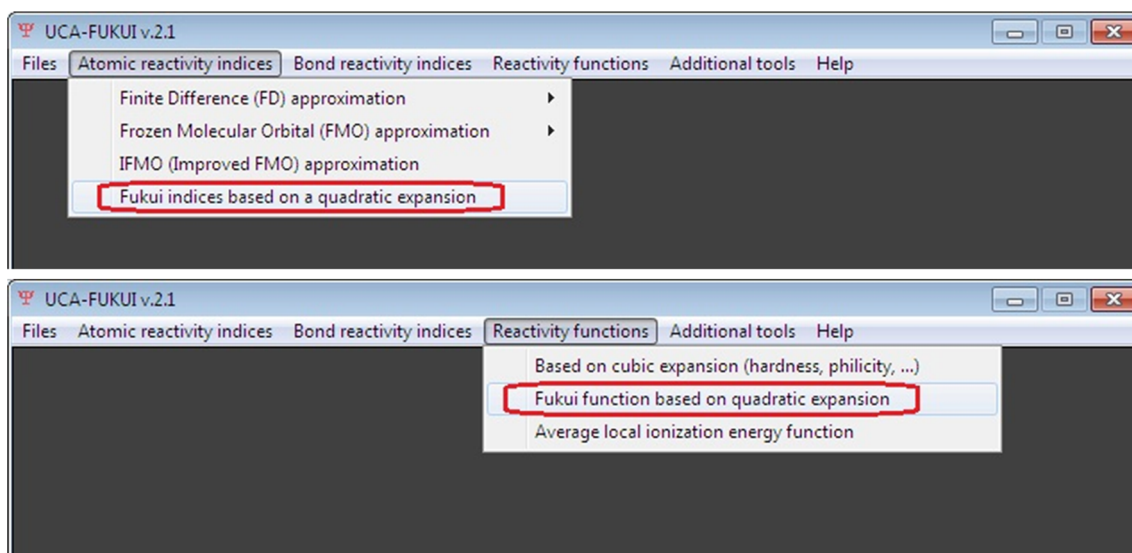 Ψ UCA-FUKUI v.2.1
Files Atomic reactivity indices Bond reactivity indices Reactivity functions Additional tools Help
Finite Difference (FD) approximation
Frozen Molecular Orbital (FMO) approximation
IFMO (Improved FMO) approximation
Fukui indices based on a quadratic expansion
Ψ UCA-FUKUI v.2.1
Files Atomic reactivity indices Bond reactivity indices Reactivity functions Additional tools Help
Based on cubic expansion (hardness, philicity, ...)
Fukui function based on quadratic expansion
Average local ionization energy function